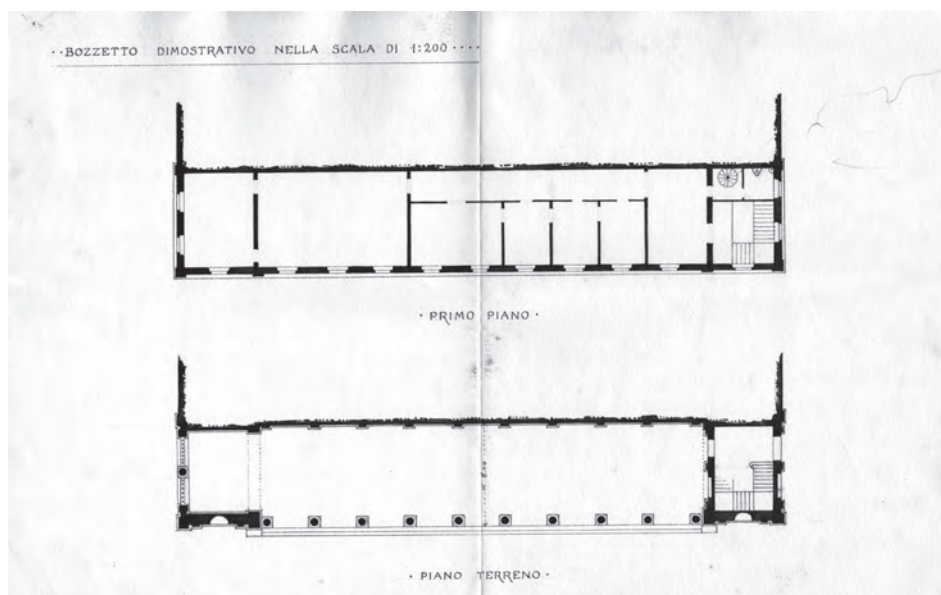 ··BOZZETTO DIMOSTRATIVO NELLA SCALA DI 1:200····
· PRIMO PIANO ·
· PIANO TERRENO ·